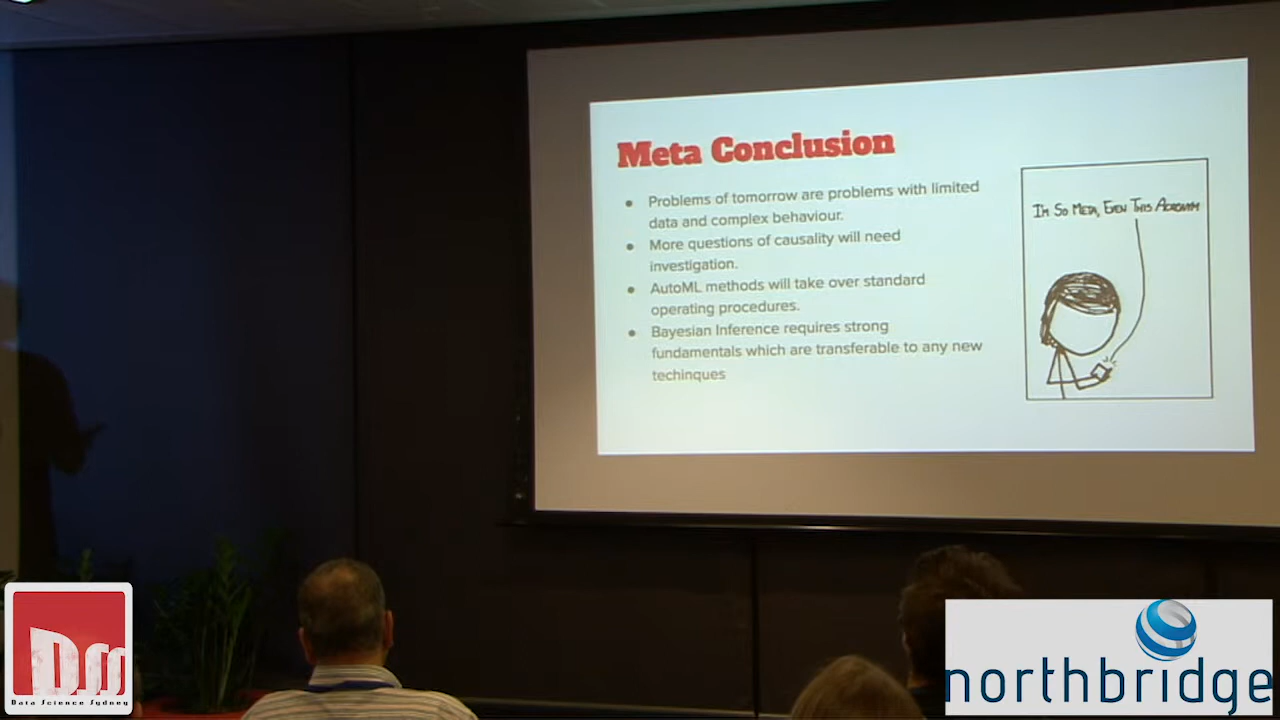 Meta Conclusion
● Problems of tomorrow are problems with limited
data and complex behaviour.
● More questions of causality will need
investigation.
● AutoML methods will take over standard
operating procedures.
● Bayesian Inference requires strong
fundamentals which are transferable to any new
techinques
I'm So Meta, Even This Acronym
DSS
Data Science Sydney
northbridge